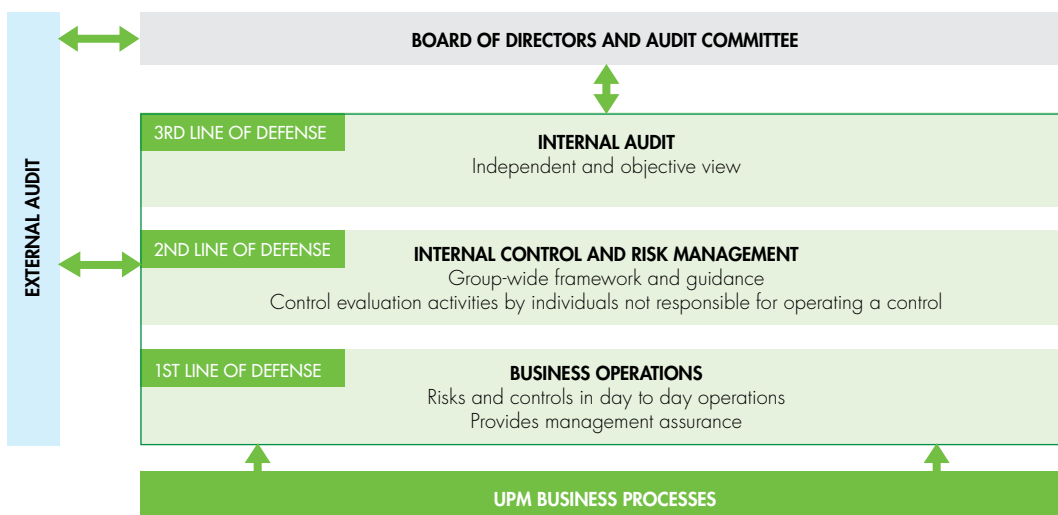 EXTERNAL AUDIT
BOARD OF DIRECTORS AND AUDIT COMMITTEE
3RD LINE OF DEFENSE
INTERNAL AUDIT
Independent and objective view
2ND LINE OF DEFENSE
INTERNAL CONTROL AND RISK MANAGEMENT
Group-wide framework and guidance
Control evaluation activities by individuals not responsible for operating a control
1ST LINE OF DEFENSE
BUSINESS OPERATIONS
Risks and controls in day to day operations
Provides management assurance
UPM BUSINESS PROCESSES